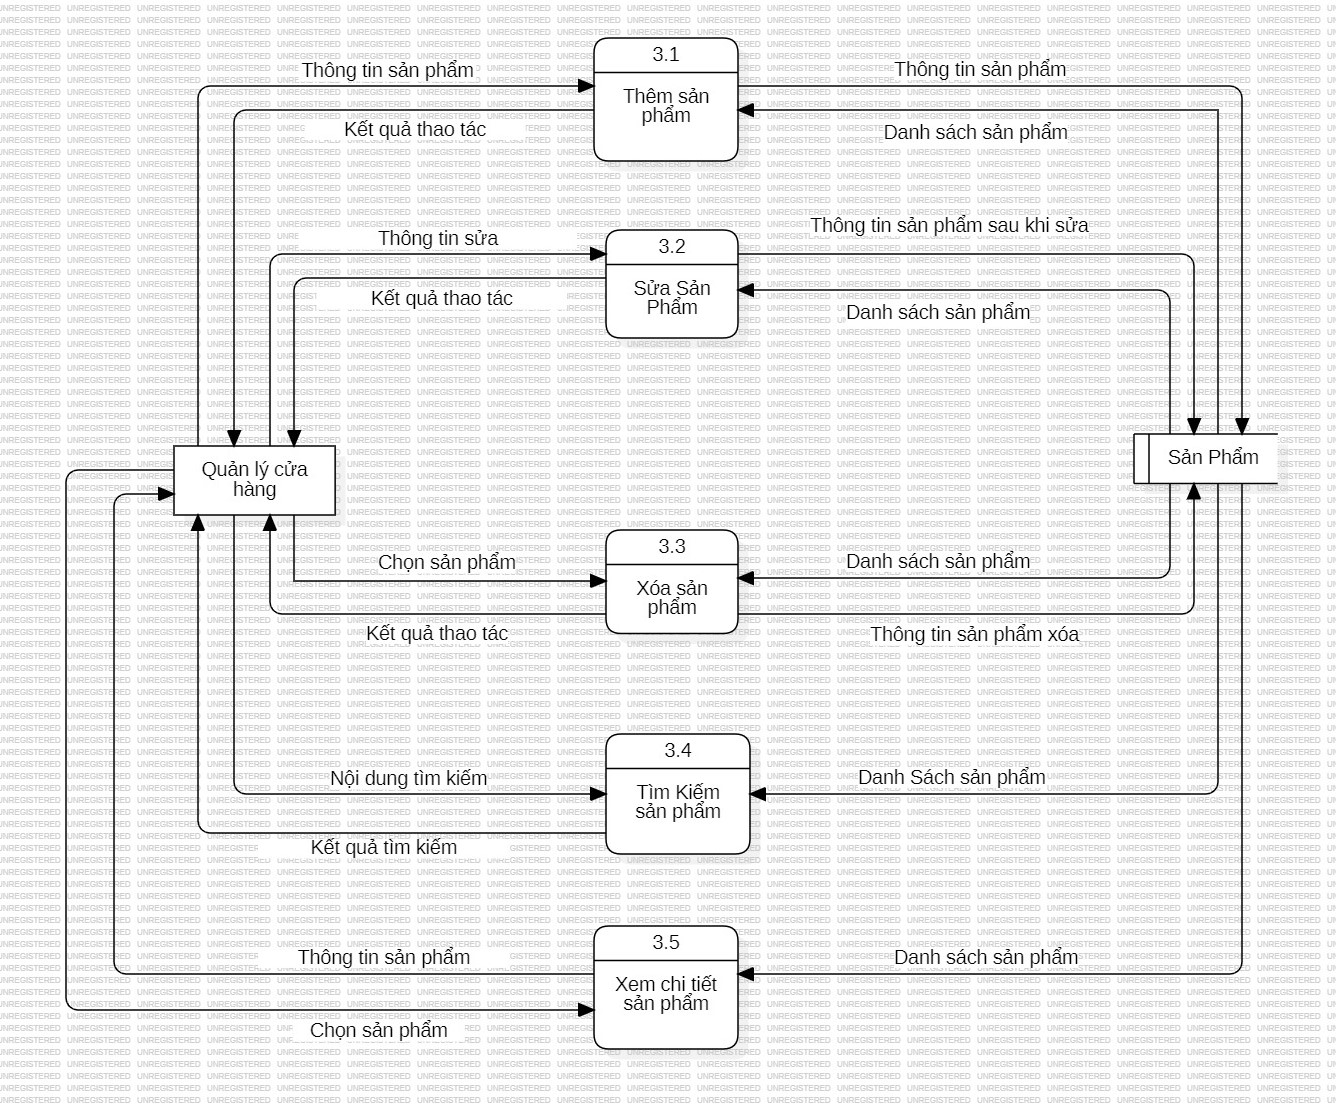 3.1
Thông tin sản phẩm
Thông tin sản phẩm
Thêm sản
phẩm
Kết quả thao tác
Danh sách sản phẩm
Thông tin sản phẩm sau khi sửa
Thông tin sửa
3.2
Sửa Sản
Phẩm
Kết quả thao tác
Danh sách sản phẩm
Quản lý cửa
hàng
Sản Phẩm
3.3
Chọn sản phẩm
Danh sách sản phẩm
Xóa sản
phẩm
Kết quả thao tác
Thông tin sản phẩm xóa
3.4
Nội dung tìm kiếm
Danh Sách sản phẩm
Tìm Kiếm
sản phẩm
Kết quả tìm kiếm
3.5
Thông tin sản phẩm
Danh sách sản phẩm
Xem chi tiết
sản phẩm
Chọn sản phẩm
UNREGISTERED